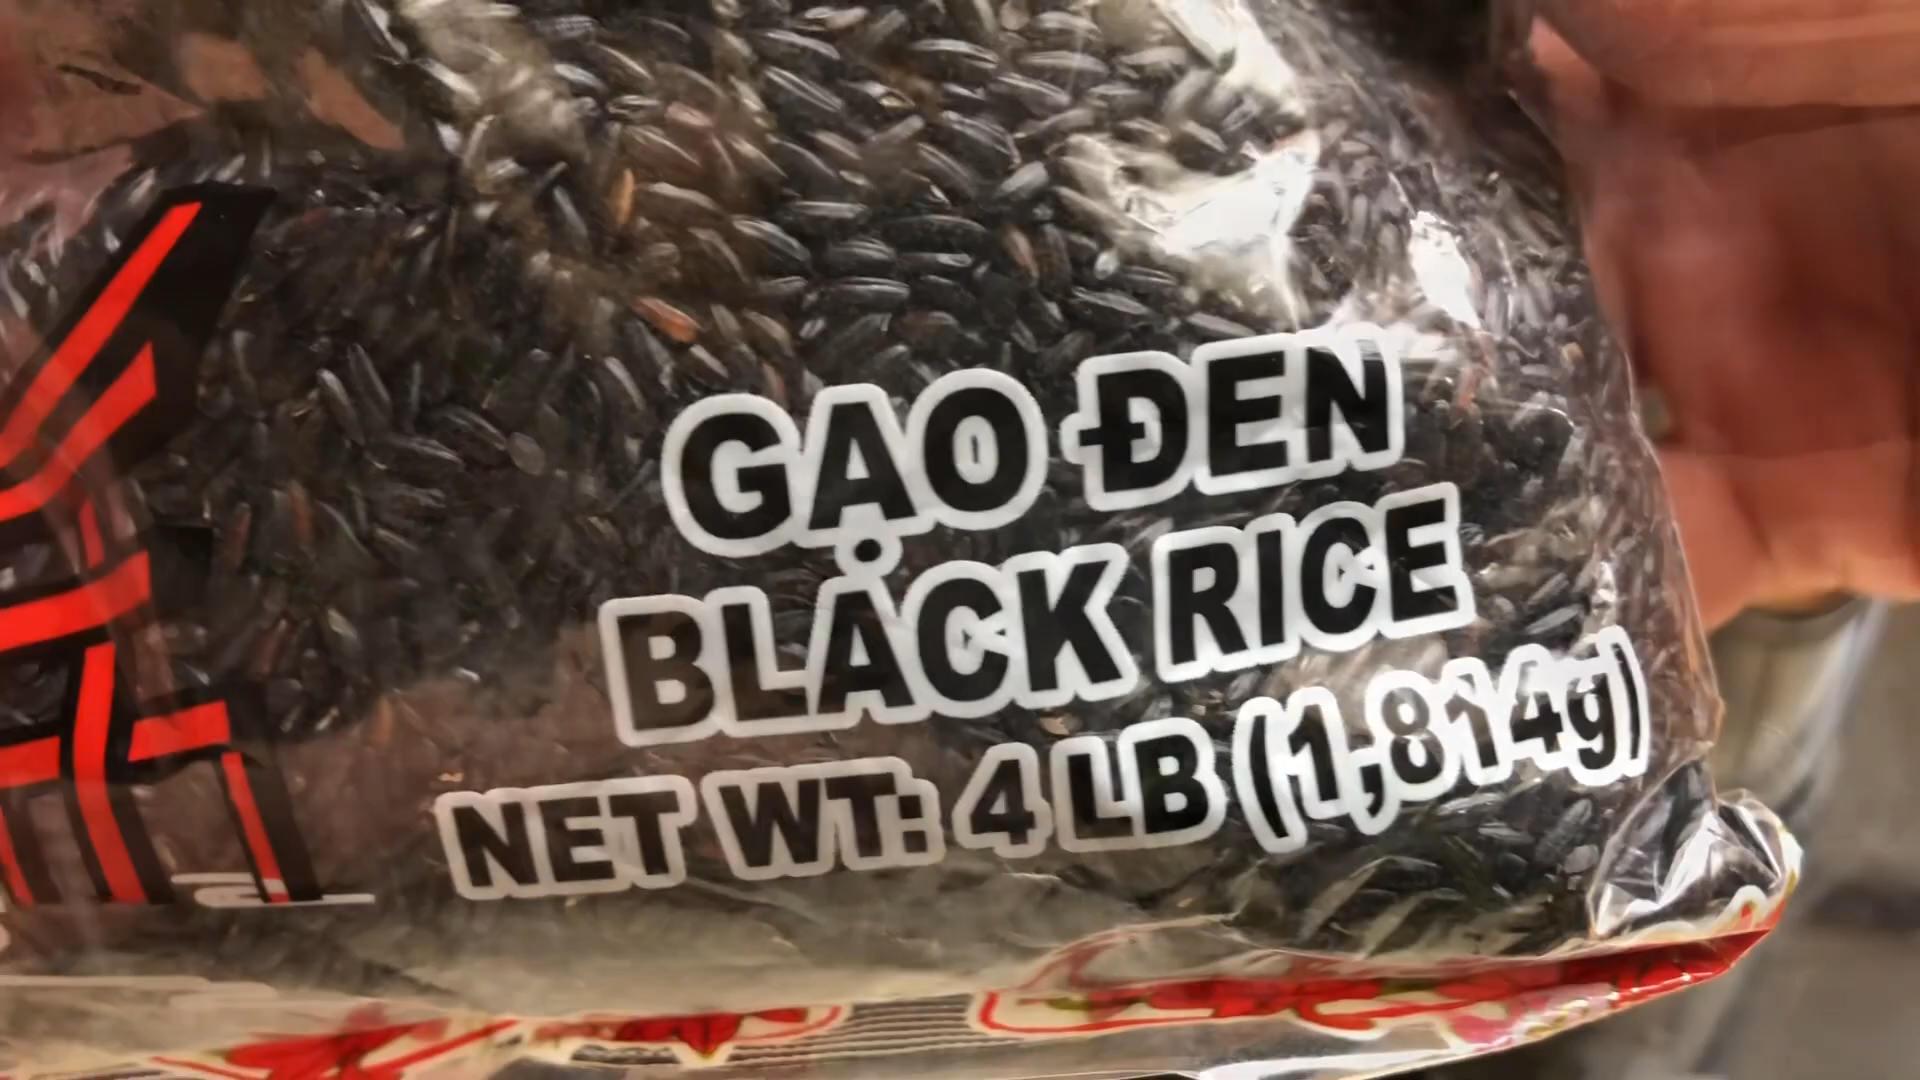 GẠO ĐEN
BLACK RICE
NET WT: 4 LB (1,814g)